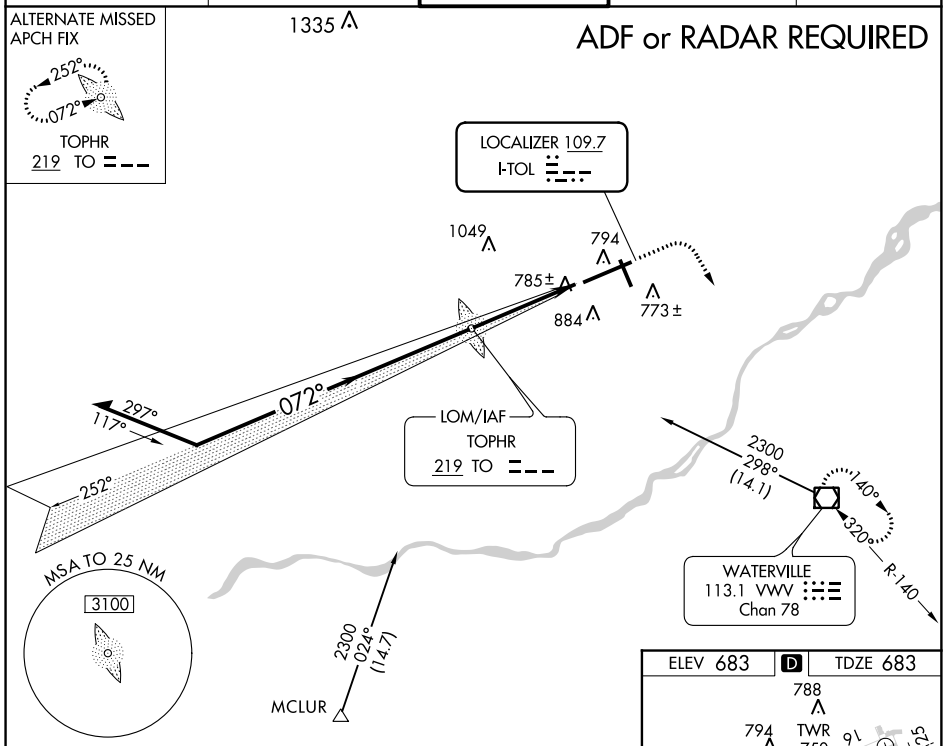 ALTERNATE MISSED
APCH FIX
252°
072°
TOPHR
219 TO
1335
ADF or RADAR REQUIRED
LOCALIZER 109.7
I-TOL
1049
794
785±
884
773±
072°
297°
117°
252°
LOM/IAF
TOPHR
219 TO
2300
298°
(14.1)
140°
320°
R-140
WATERVILLE
113.1 VWV
Chan 78
MSA TO 25 NM
3100
2300
024°
(14.7)
MCLUR
ELEV 683 D TDZE 683
788
794
TWR
16